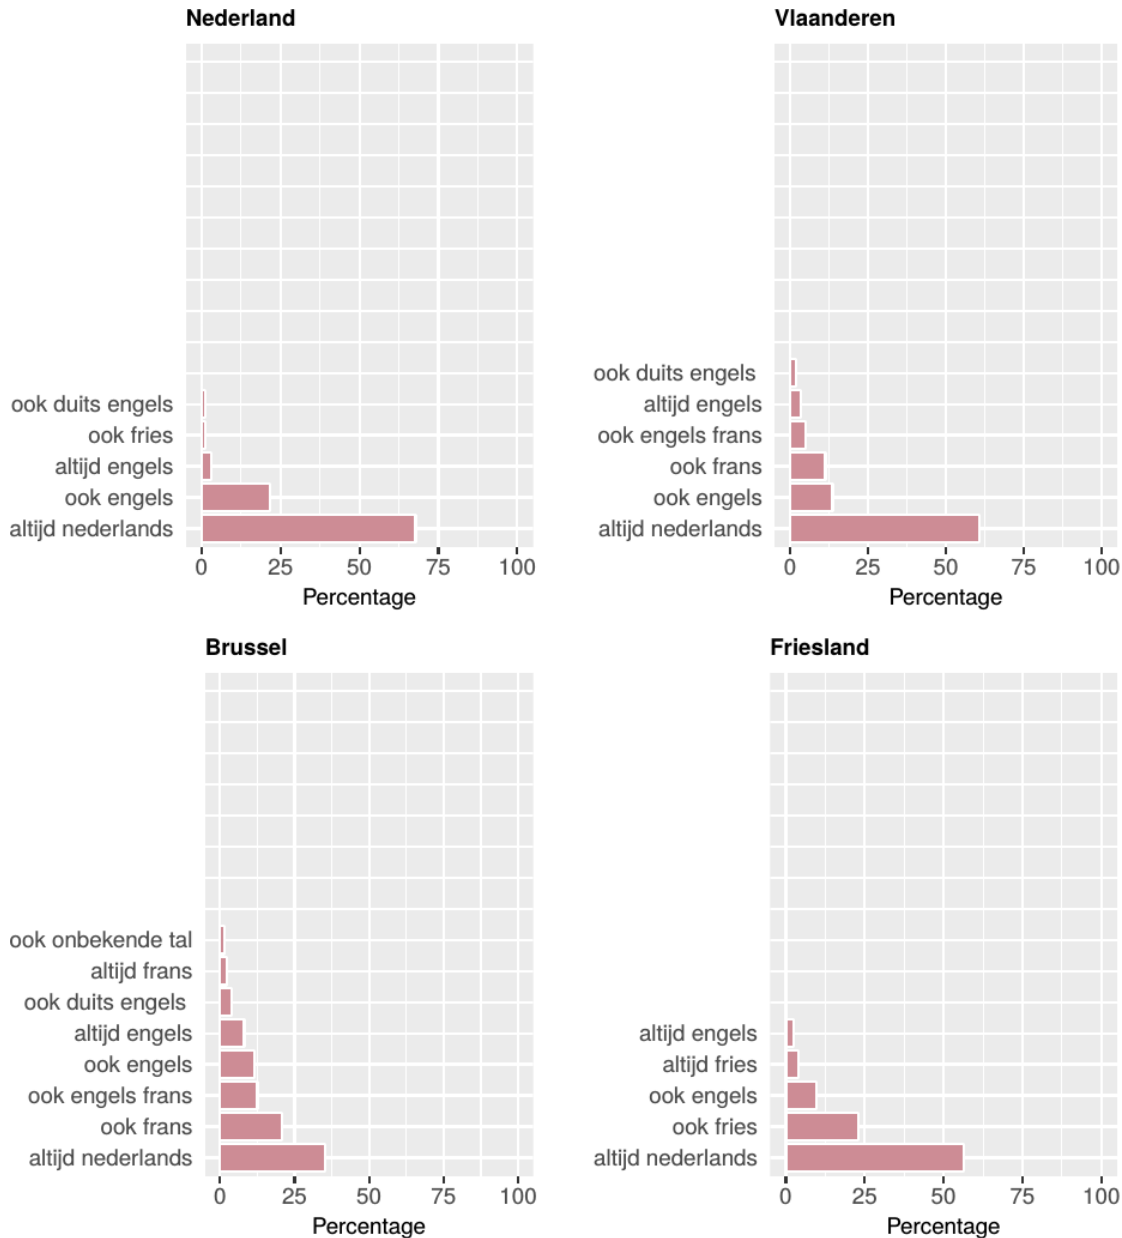 Nederland
ook duits engels
ook fries
altijd engels
ook engels
altijd nederlands
0 25 50 75 100
Percentage
Vlaanderen
ook duits engels
altijd engels
ook engels frans
ook frans
ook engels
altijd nederlands
0 25 50 75 100
Percentage
Brussel
ook onbekende tal
altijd frans
ook duits engels
altijd engels
ook engels
ook engels frans
ook frans
altijd nederlands
0 25 50 75 100
Percentage
Friesland
altijd engels
altijd fries
ook engels
ook fries
altijd nederlands
0 25 50 75 100
Percentage